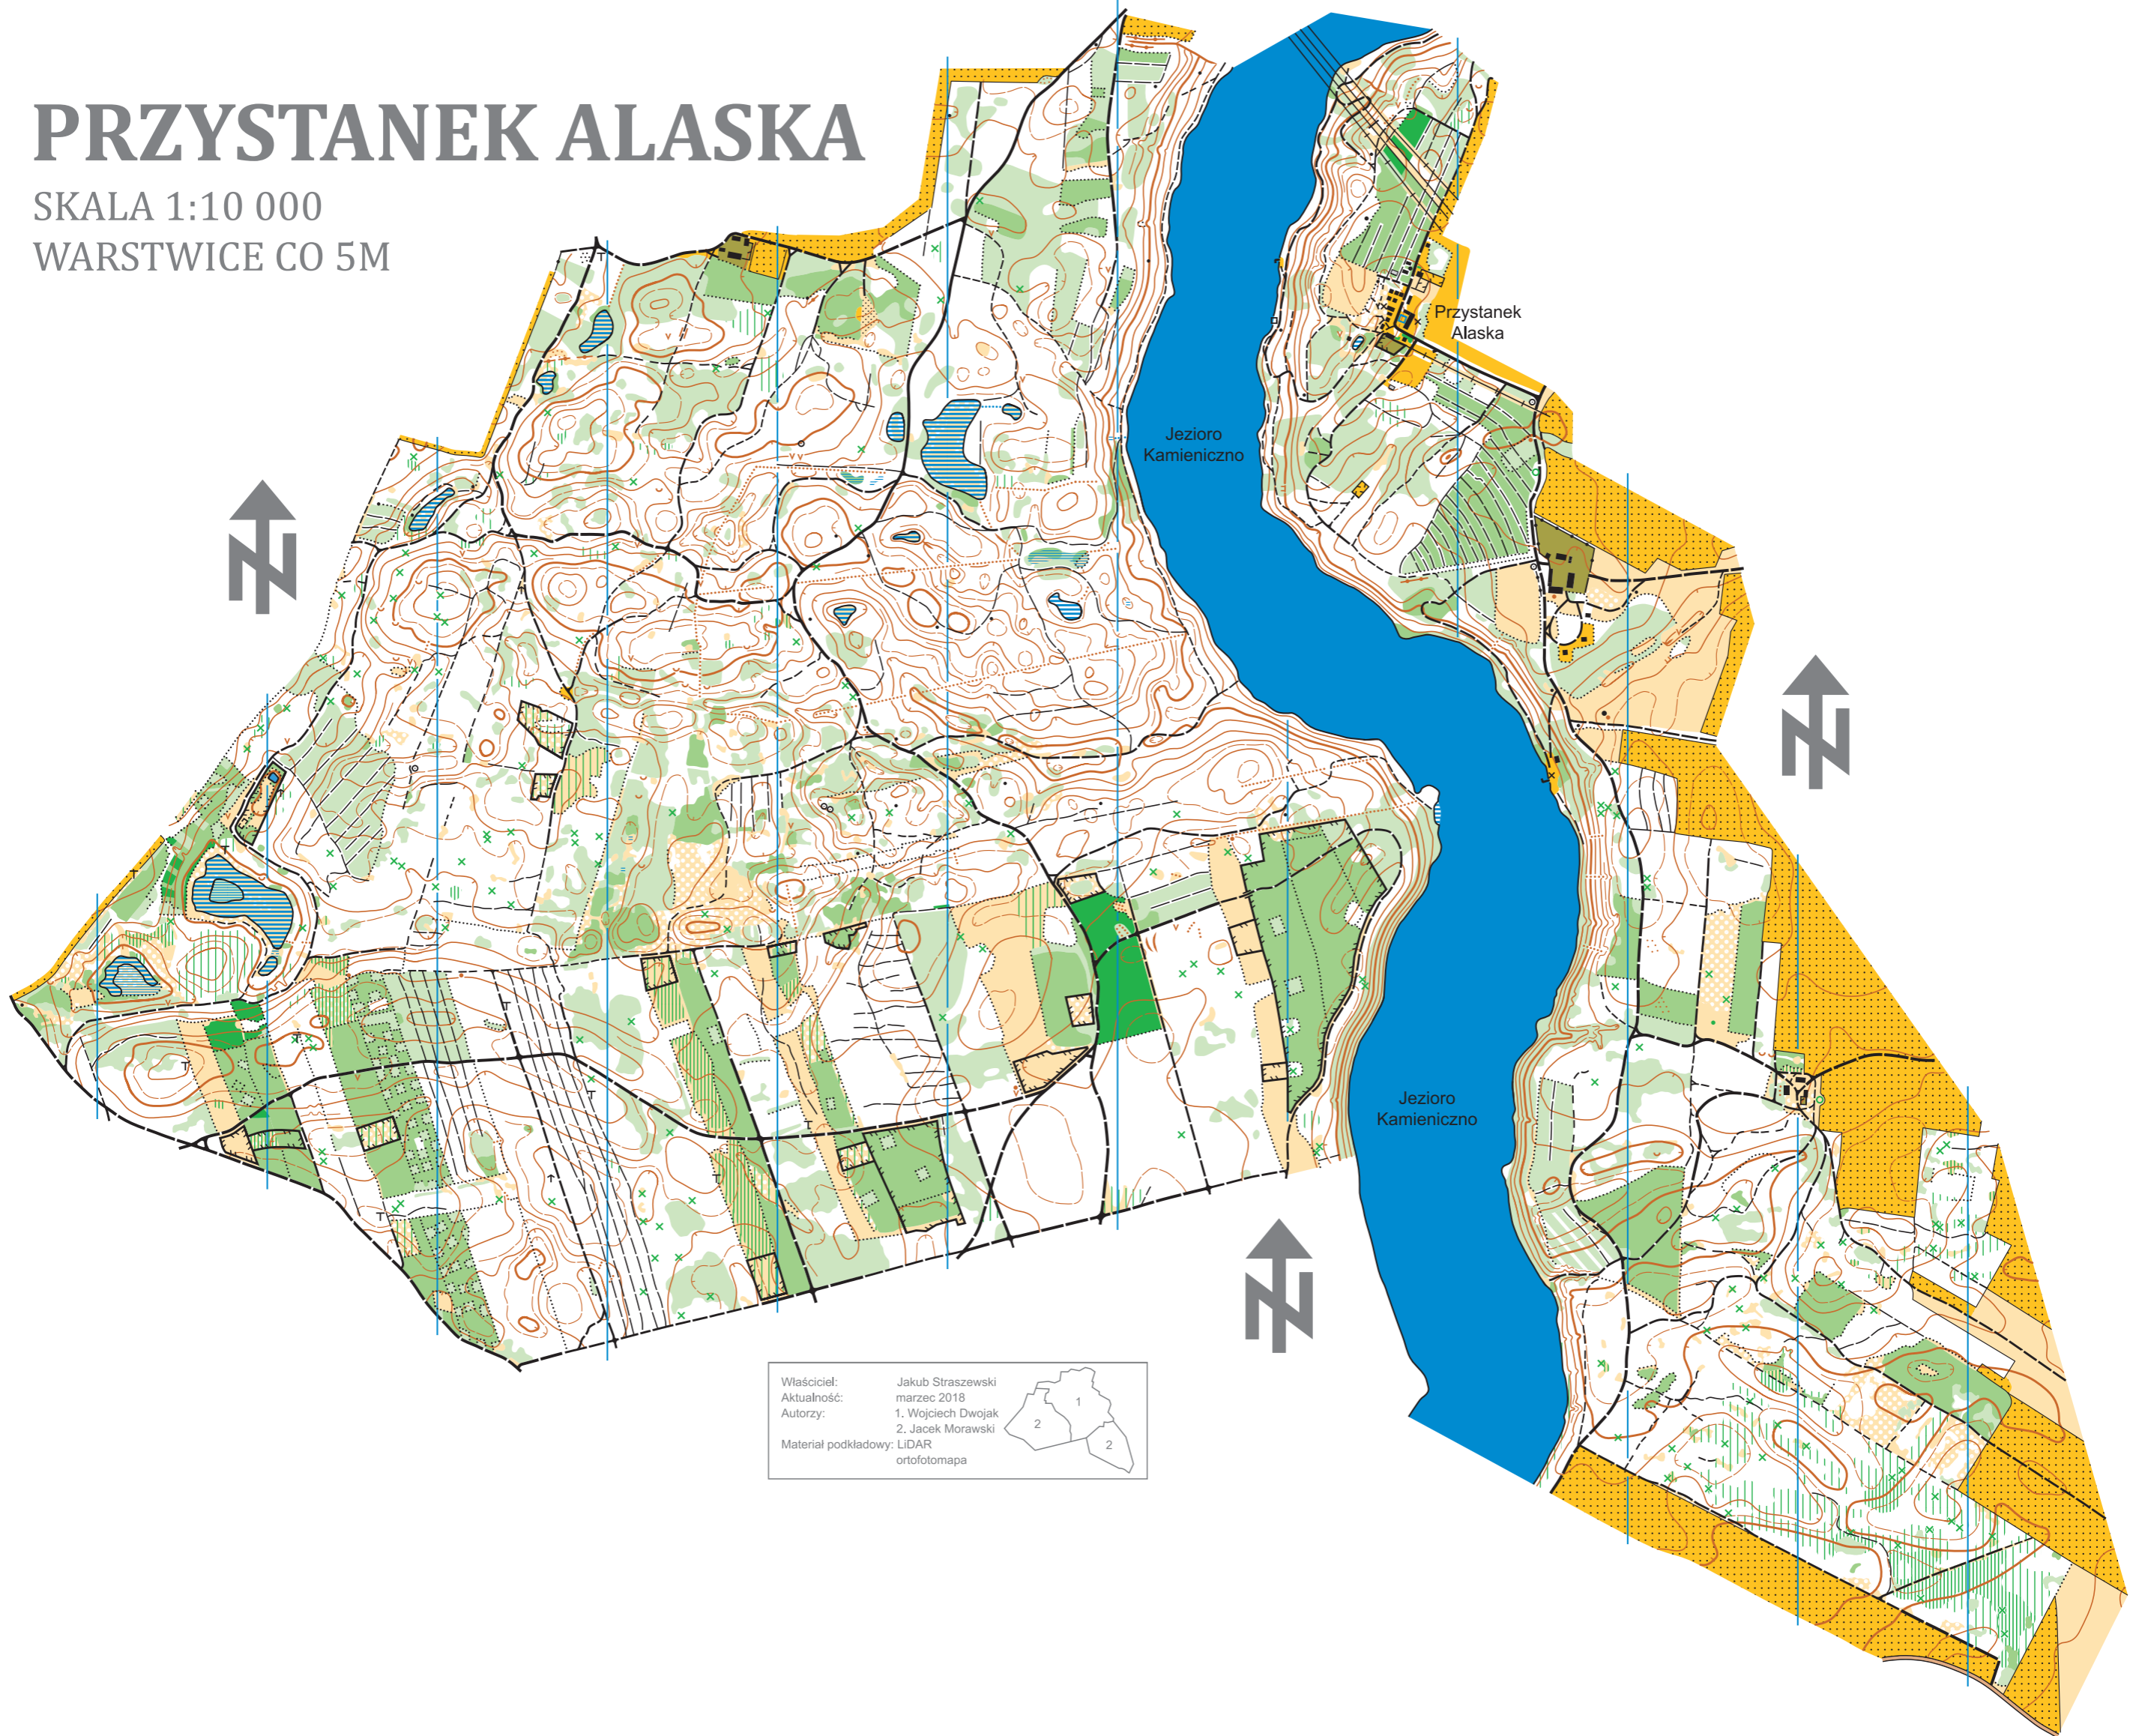 PRZYSTANEK ALASKA
SKALA 1:10 000
WARSTWICE CO 5M
Przystanek
Alaska
Jezioro
Kamieniczno
N
N
Jezioro
Kamieniczno
N
Właściciel: Jakub Straszewski
Aktualność: marzec 2018
Autorzy: 1. Wojciech Dwojak
2. Jacek Morawski
Materiał podkładowy: LiDAR
ortofotomapa
1
2
2